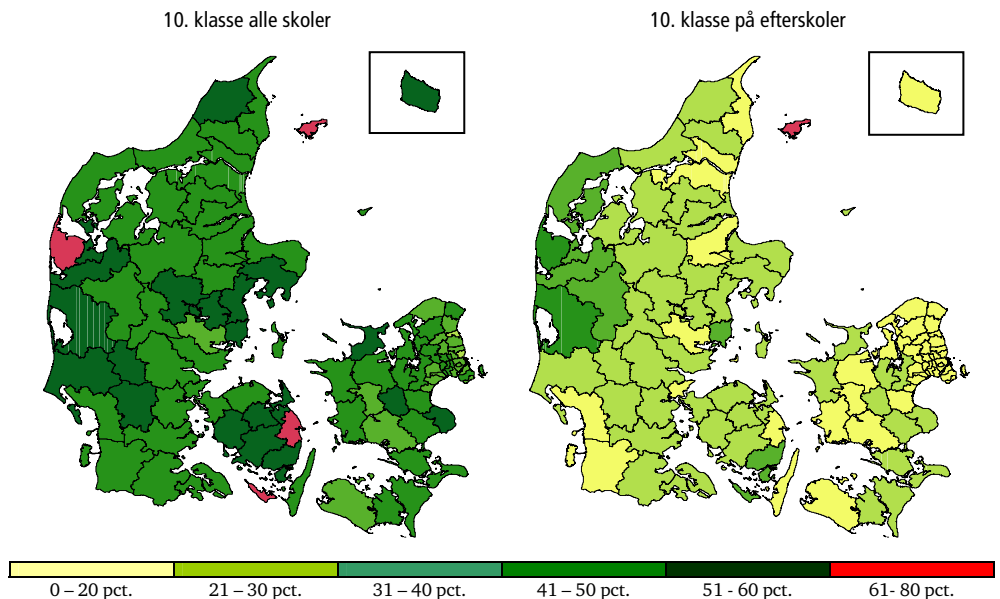 10. klasse alle skoler
10. klasse på efterskoler
0 – 20 pct.
21 – 30 pct.
31 – 40 pct.
41 – 50 pct.
51 - 60 pct.
61- 80 pct.